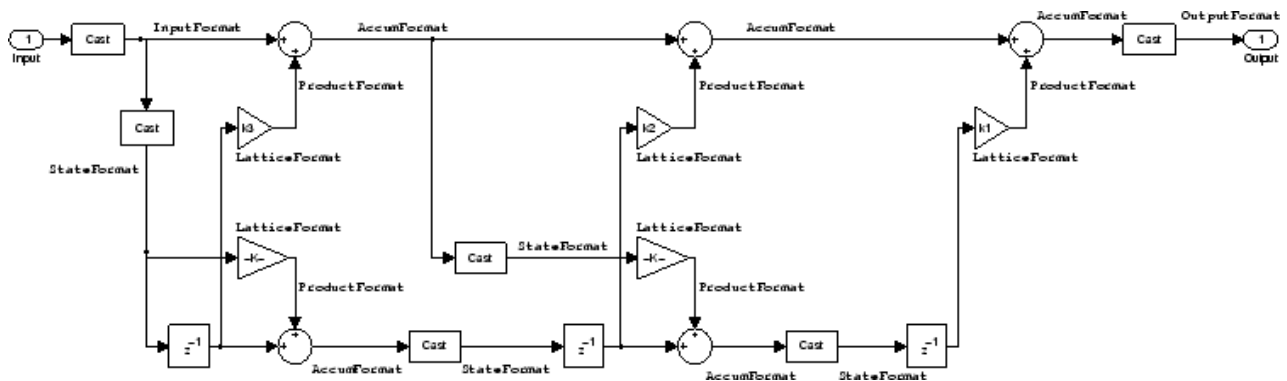 InputFormat
AccumFormat
AccumFormat
AccumFormat
OutputFormat
1
Cast
+
+
+
+
+
+
Cast
1
Input
Output
ProductFormat
ProductFormat
ProductFormat
Cast
k3
k2
k1
StateFormat
LatticeFormat
LatticeFormat
LatticeFormat
LatticeFormat
LatticeFormat
-K-
Cast
StateFormat
-K-
ProductFormat
ProductFormat
z-1
+
+
Cast
z-1
+
+
Cast
z-1
AccumFormat
StateFormat
AccumFormat
StateFormat